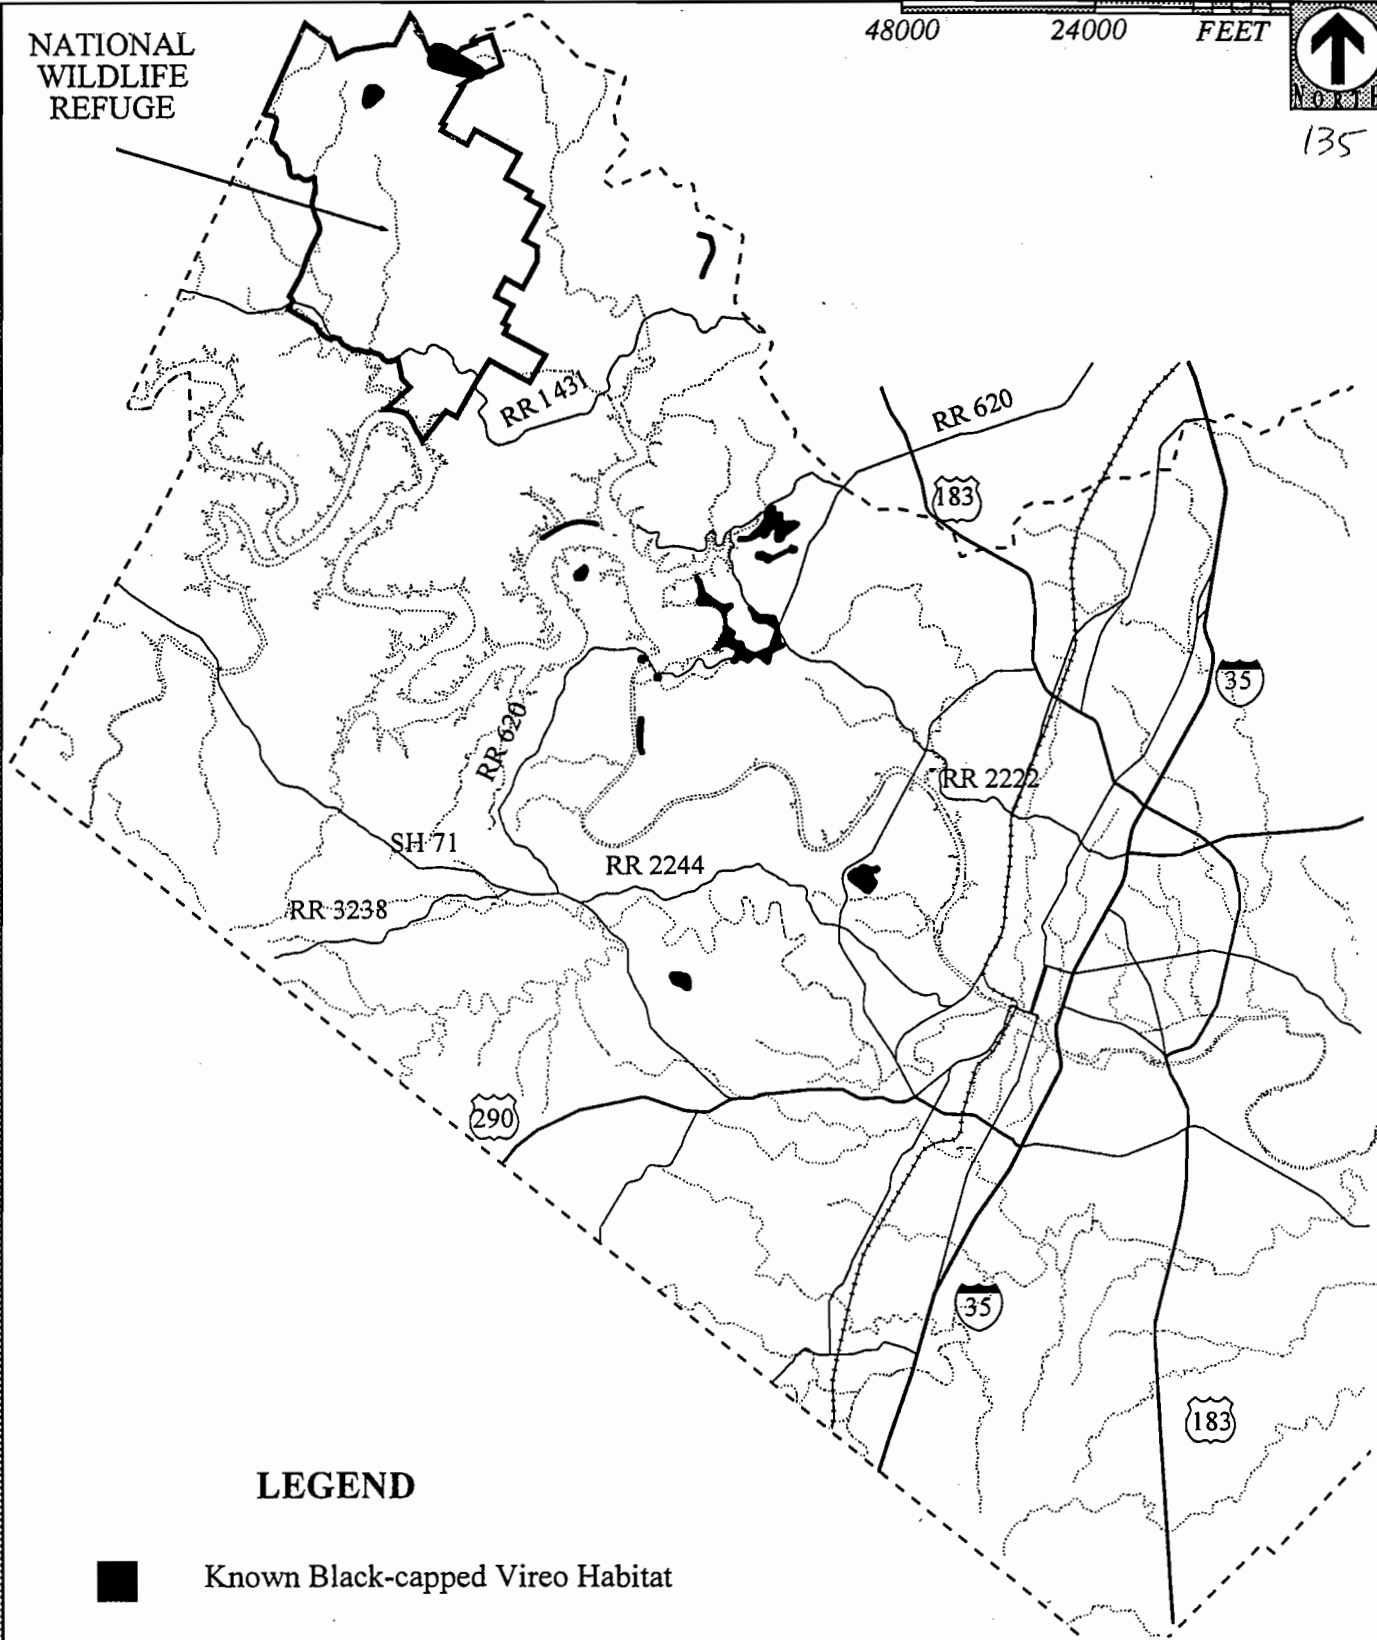 48000 24000 FEET
NATIONAL
WILDLIFE
REFUGE
NORTH
135
RR 1431
RR 620
183
35
RR 620
RR 2222
SH 71
RR 2244
RR 3238
290
35
183
LEGEND
Known Black-capped Vireo Habitat